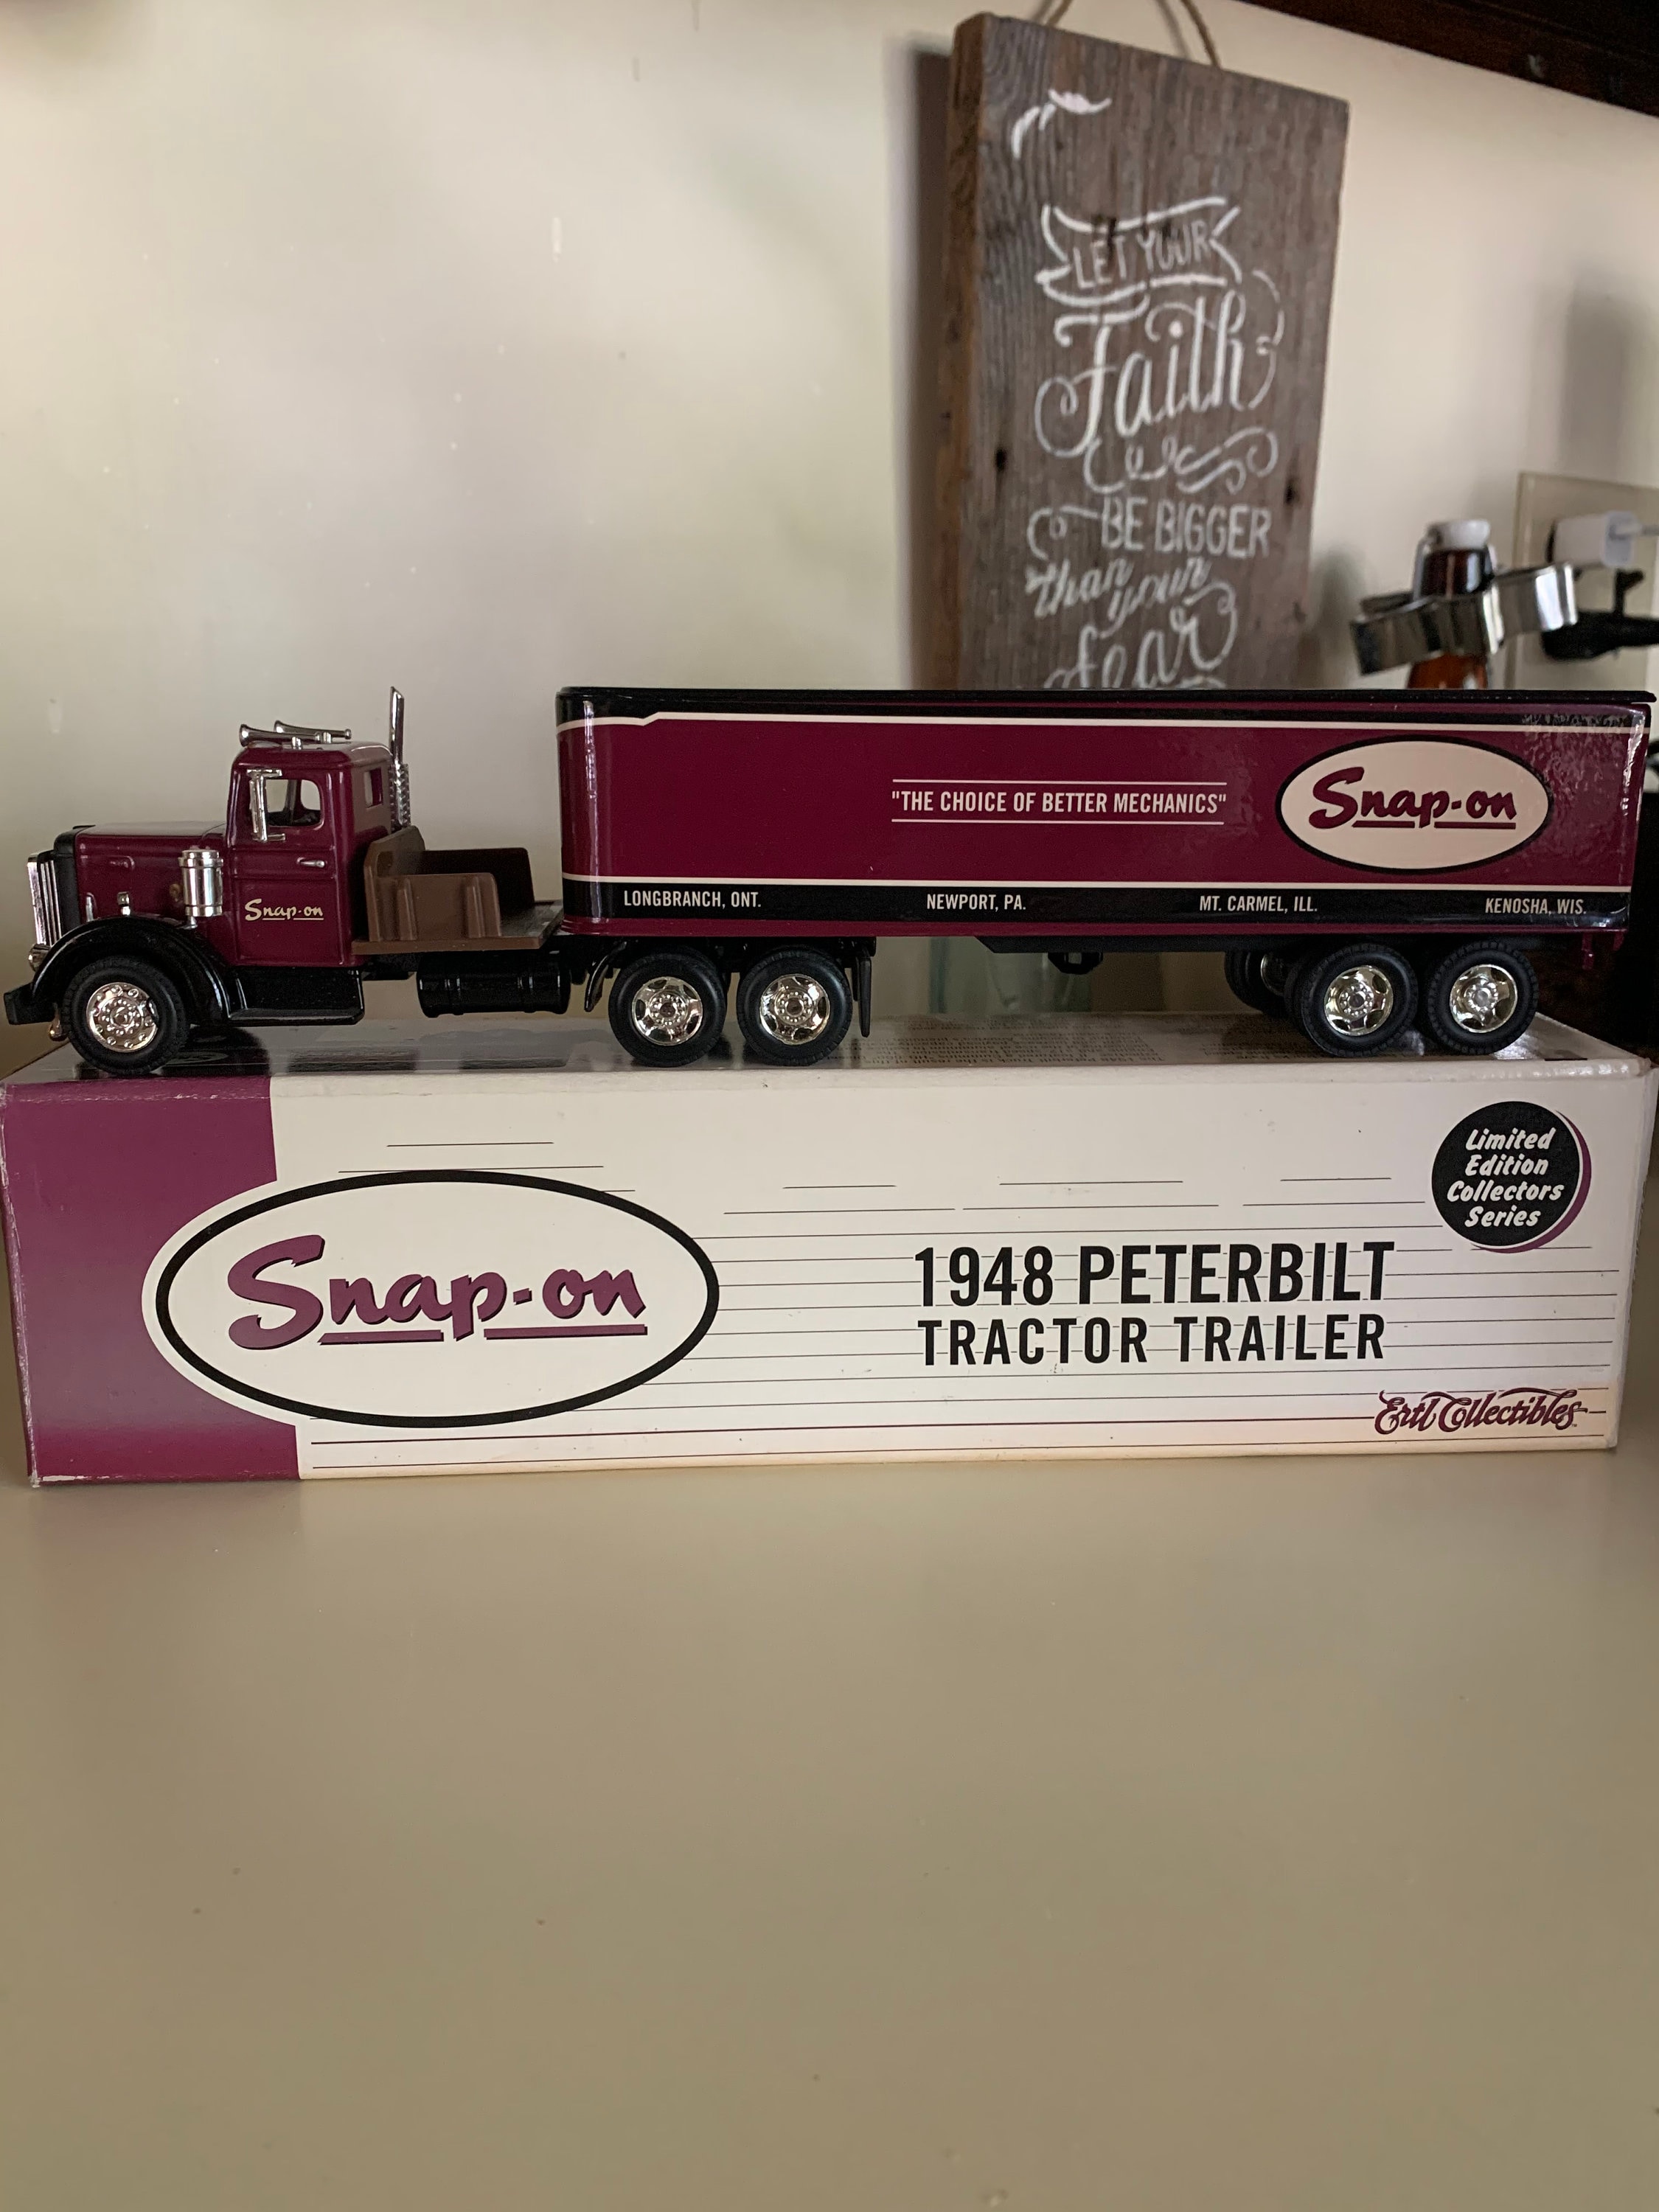 LET YOUR
Faith
BE BIGGER
than
your
fear
"THE CHOICE OF BETTER MECHANICS"
Snap-on
LONGBRANCH, ONT. NEWPORT, PA. MT. CARMEL, ILL. KENOSHA, WIS.
Snap-on
Limited
Edition
Collectors
Series
Snap-on
1948 PETERBILT
TRACTOR TRAILER
Ertl Collectibles